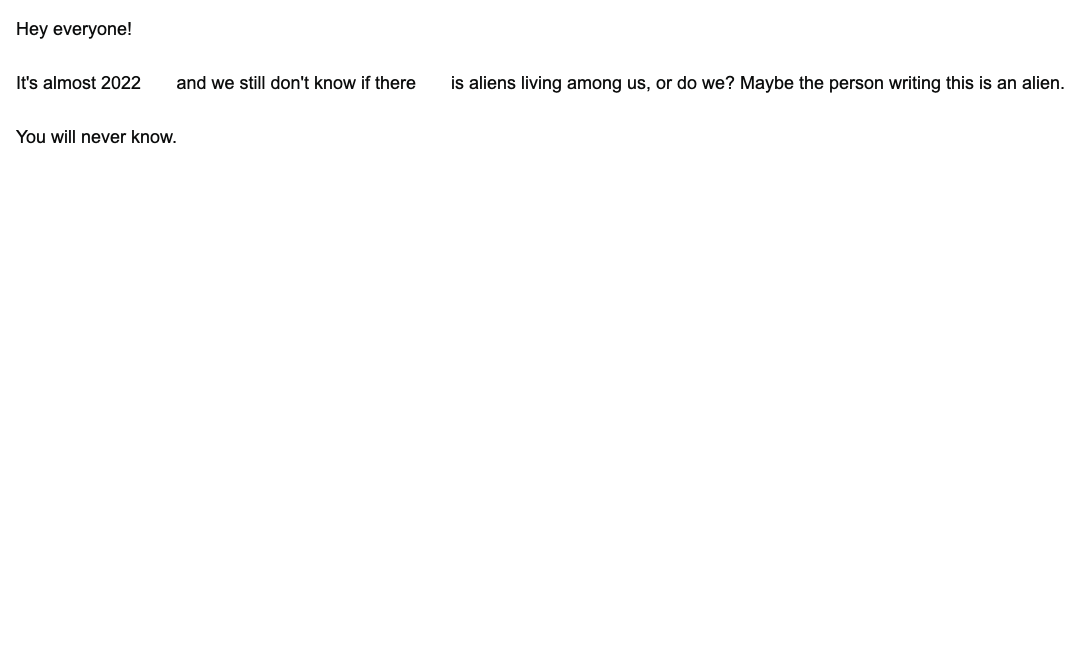 Hey everyone!
It's almost 2022      and we still don't know if there      is aliens living among us, or do we? Maybe the person writing this is an alien.
You will never know.